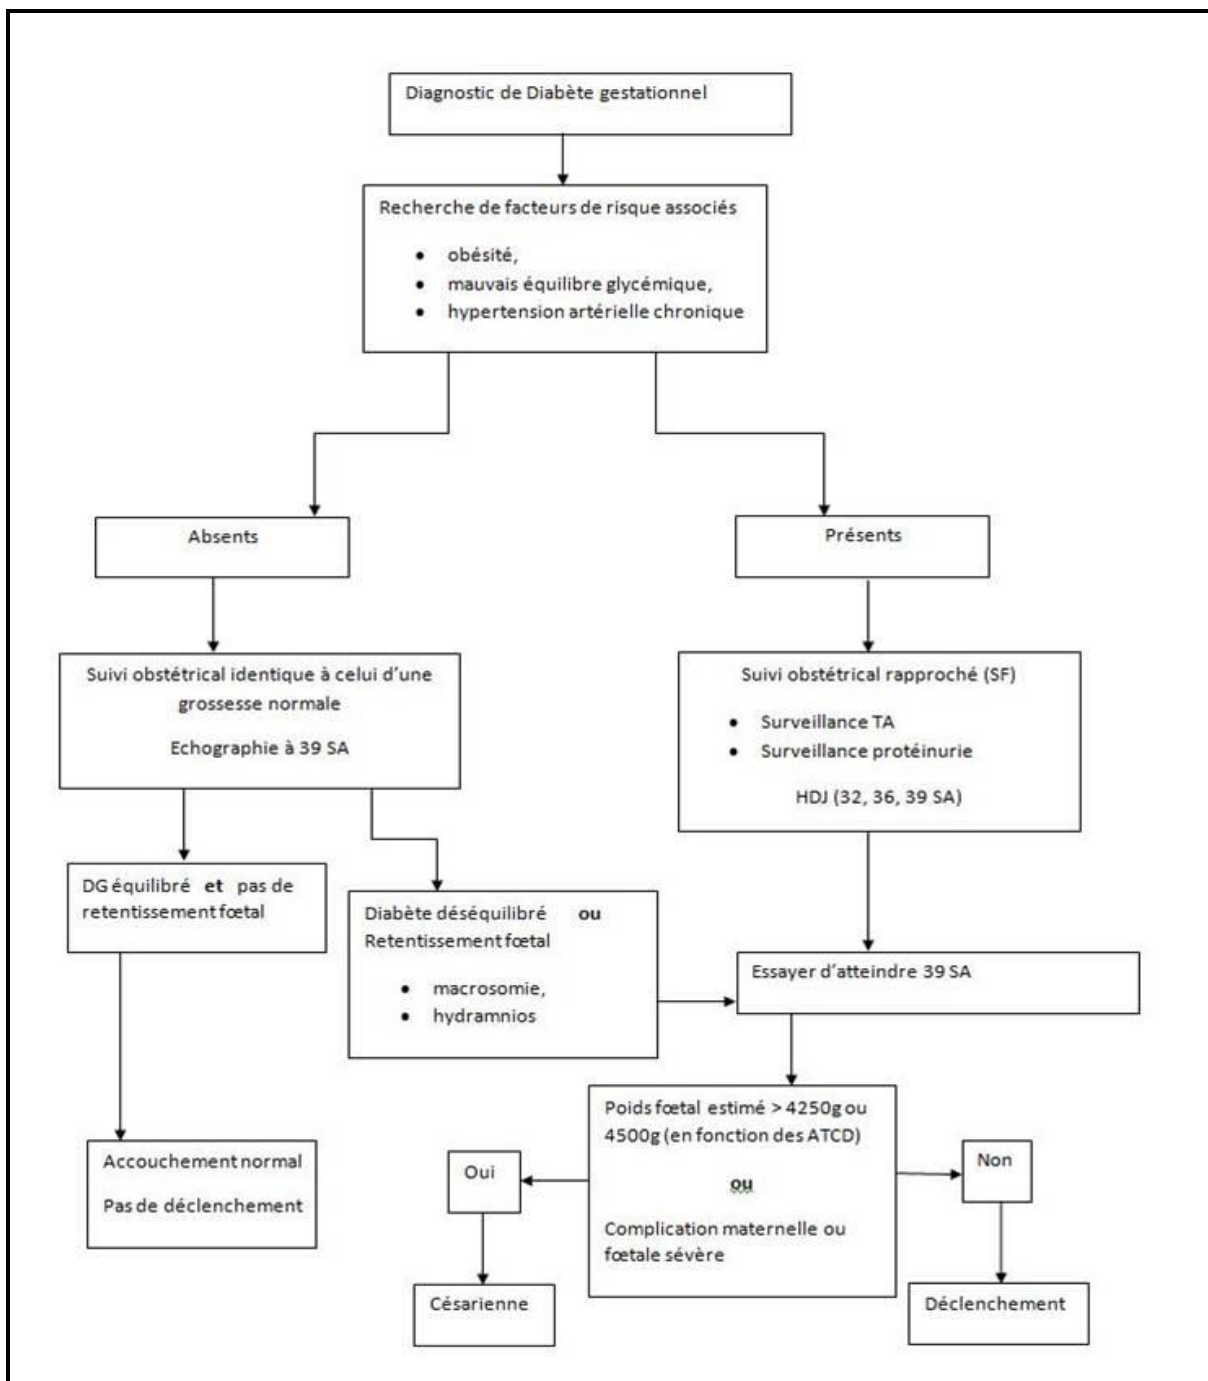 Diagnostic de Diabète gestationnel
Recherche de facteurs de risque associés
• obésité,
• mauvais équilibre glycémique,
• hypertension artérielle chronique
Absents
Présents
Suivi obstétrical identique à celui d'une
grossesse normale
Echographie à 39 SA
Suivi obstétrical rapproché (SF)
• Surveillance TA
• Surveillance protéinurie
HDJ (32, 36, 39 SA)
DG équilibré et pas de
retentissement fœtal
Diabète déséquilibré ou
Retentissement fœtal
• macrosomie,
• hydramnios
Essayer d'atteindre 39 SA
Accouchement normal
Pas de déclenchement
Oui
Poids fœtal estimé > 4250g ou
4500g (en fonction des ATCD)
ou
Complication maternelle ou
fœtale sévère
Non
Césarienne
Déclenchement